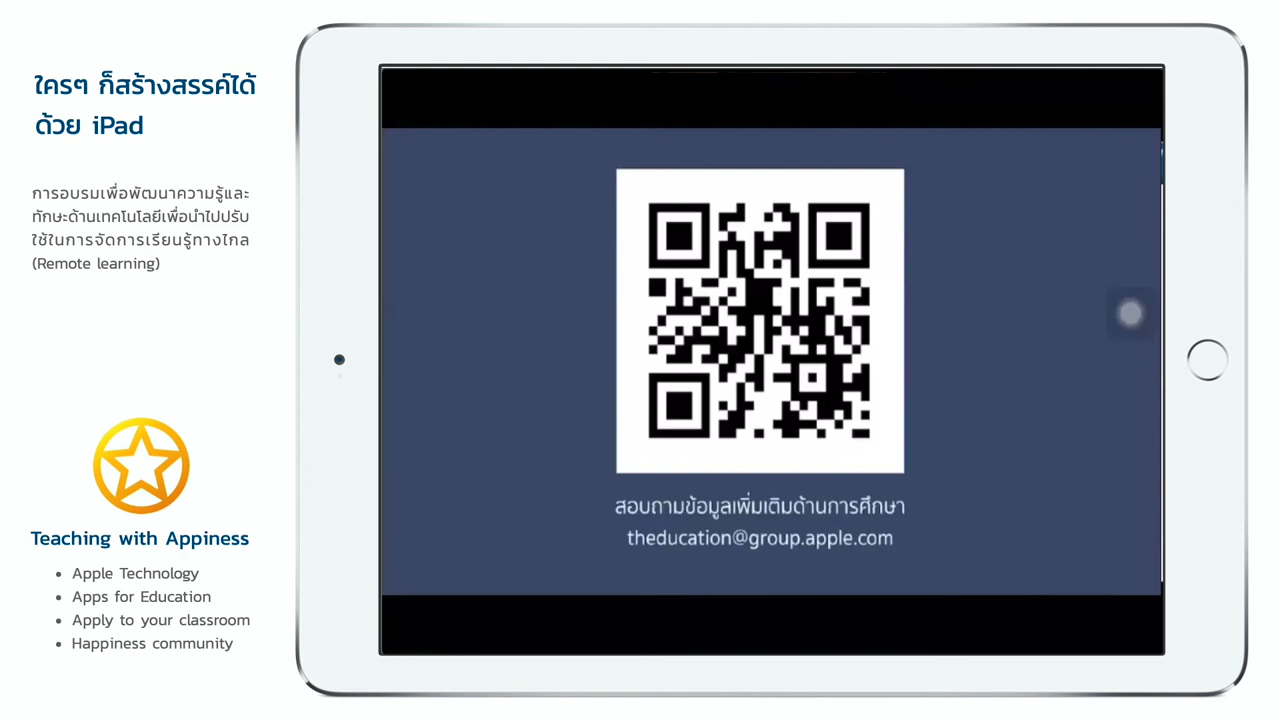 ใครๆ ก็สร้างสรรค์ได้
ด้วย iPad
การอบรมเพื่อพัฒนาความรู้และ
ทักษะด้านเทคโนโลยีเพื่อนำไปปรับ
ใช้ในการจัดการเรียนรู้ทางไกล
(Remote learning)
Teaching with Appiness
• Apple Technology
• Apps for Education
• Apply to your classroom
• Happiness community
สอบถามข้อมูลเพิ่มเติมด้านการศึกษา
theducation@group.apple.com